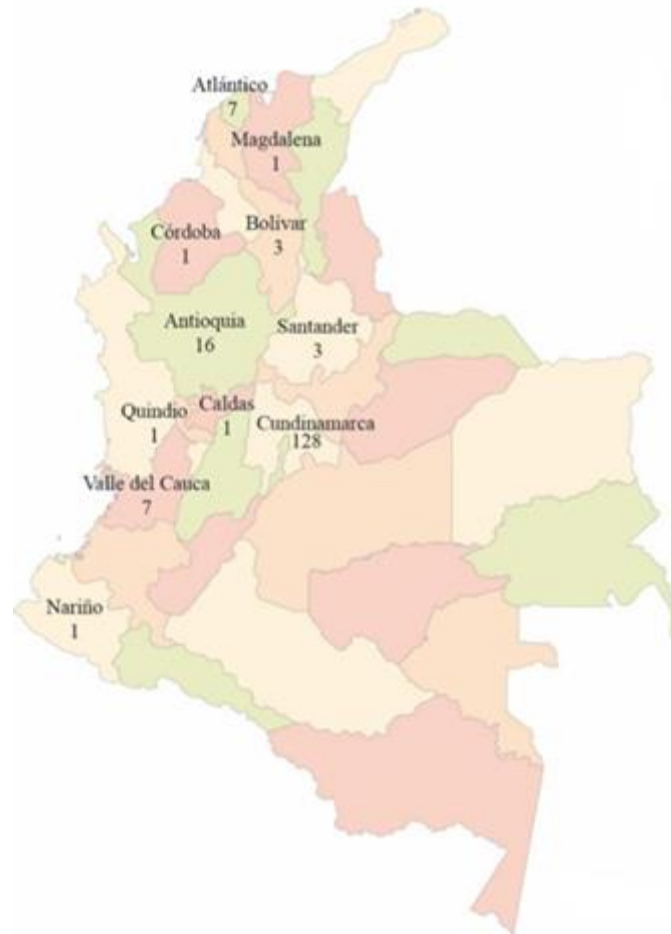 Atlántico
7
Magdalena
1
Bolívar
3
Córdoba
1
Antioquia
16
Santander
3
Quindio
1
Caldas
1
Cundinamarca
128
Valle del Cauca
7
Nariño
1